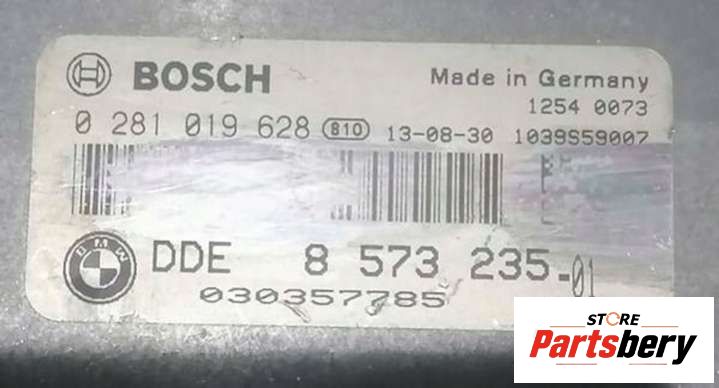 BOSCH
Made in Germany
1254 0073
0 281 019 628 810 13-08-30 1039S59007
BMW
DDE 8 573 235.01
030357785
STORE
Partsbery